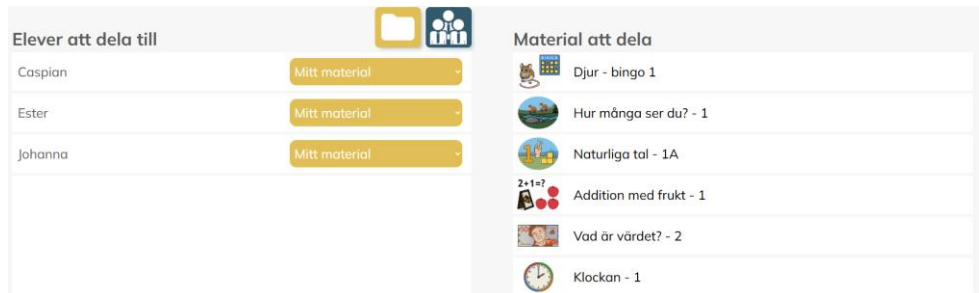 Elever att dela till
Caspian Mitt material
Ester Mitt material
Johanna Mitt material
Material att dela
Djur - bingo 1
Hur många ser du? - 1
Naturliga tal - 1A
2+1=?
Addition med frukt - 1
Vad är värdet? - 2
Klockan - 1